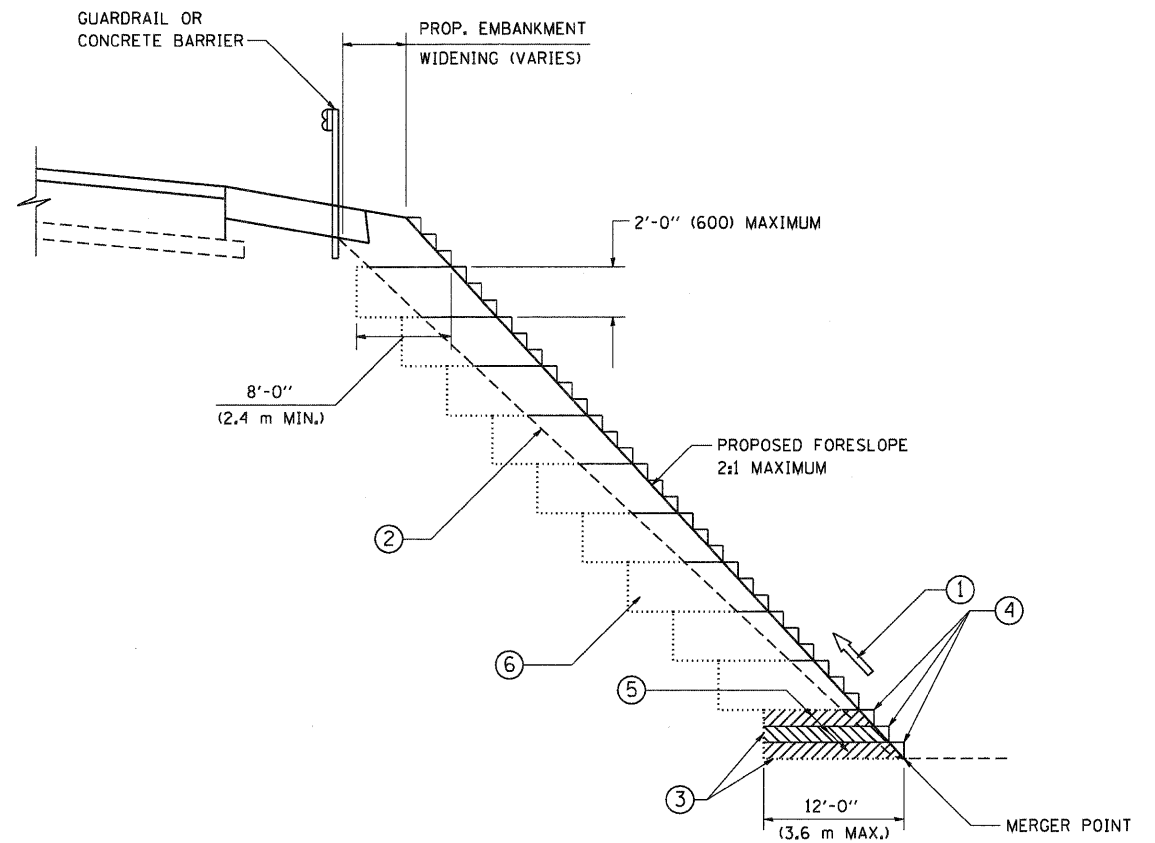 GUARDRAIL OR
CONCRETE BARRIER
PROP. EMBANKMENT
WIDENING (VARIES)
2'-0" (600) MAXIMUM
8'-0"
(2.4 m MIN.)
PROPOSED FORESLOPE
2:1 MAXIMUM
2
1
4
6
5
3
12'-0"
(3.6 m MAX.)
MERGER POINT